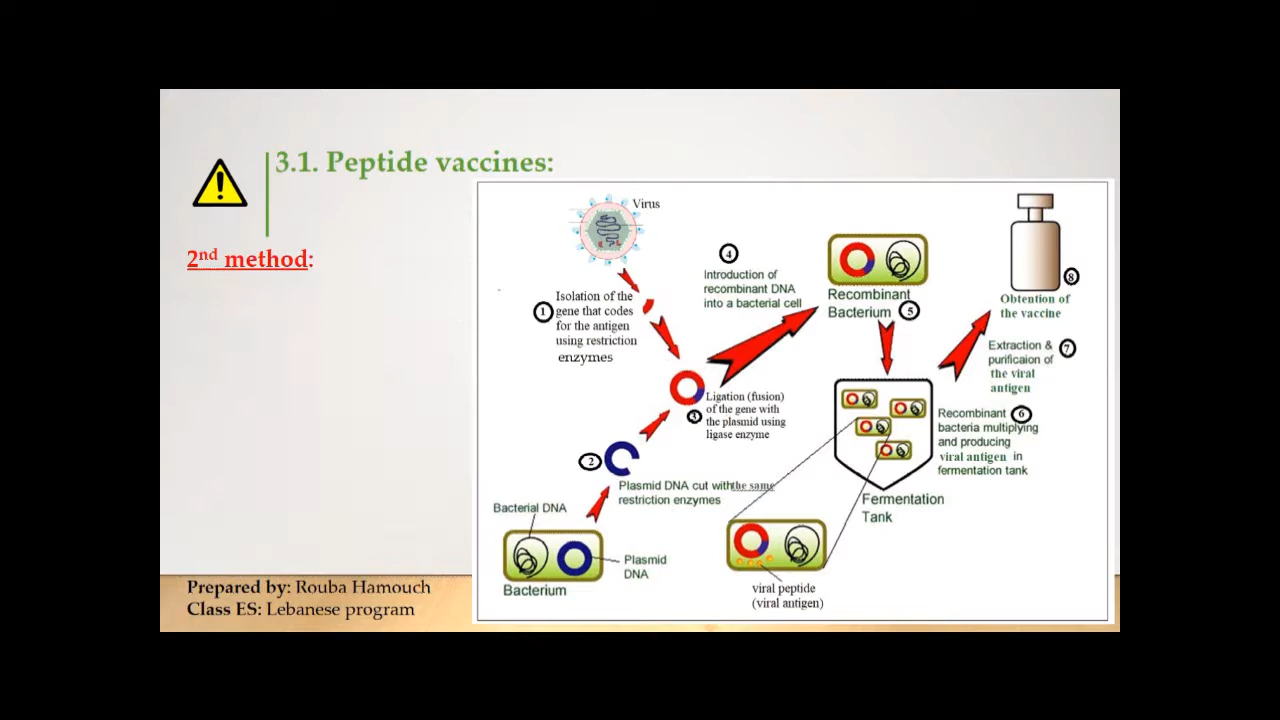 3.1. Peptide vaccines:
2nd method:
Virus
1
Isolation of the
gene that codes
for the antigen
using restriction
enzymes
4
Introduction of
recombinant DNA
into a bacterial cell
Recombinant
Bacterium
5
8
Obtention of
the vaccine
Extraction &
purificaion of
the viral
antigen
7
3
Ligation (fusion)
of the gene with
the plasmid using
ligase enzyme
Recombinant
6
bacteria multiplying
and producing
viral antigen in
fermentation tank
2
Plasmid DNA cut with the same
restriction enzymes
Fermentation
Tank
Bacterial DNA
Plasmid
DNA
Bacterium
viral peptide
(viral antigen)
Prepared by: Rouba Hamouch
Class ES: Lebanese program